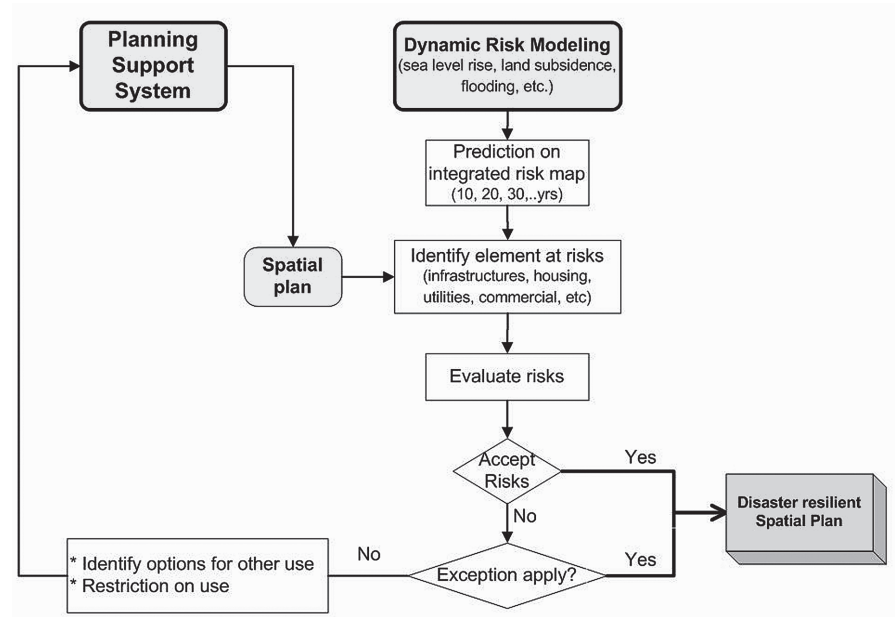 Planning
Support
System
Dynamic Risk Modeling
(sea level rise, land subsidence,
flooding, etc.)
Prediction on
integrated risk map
(10, 20, 30,..yrs)
Spatial
plan
Identify element at risks
(infrastructures, housing,
utilities, commercial, etc)
Evaluate risks
Accept
Risks
Yes
No
Disaster resilient
Spatial Plan
* Identify options for other use
* Restriction on use
No
Exception apply?
Yes